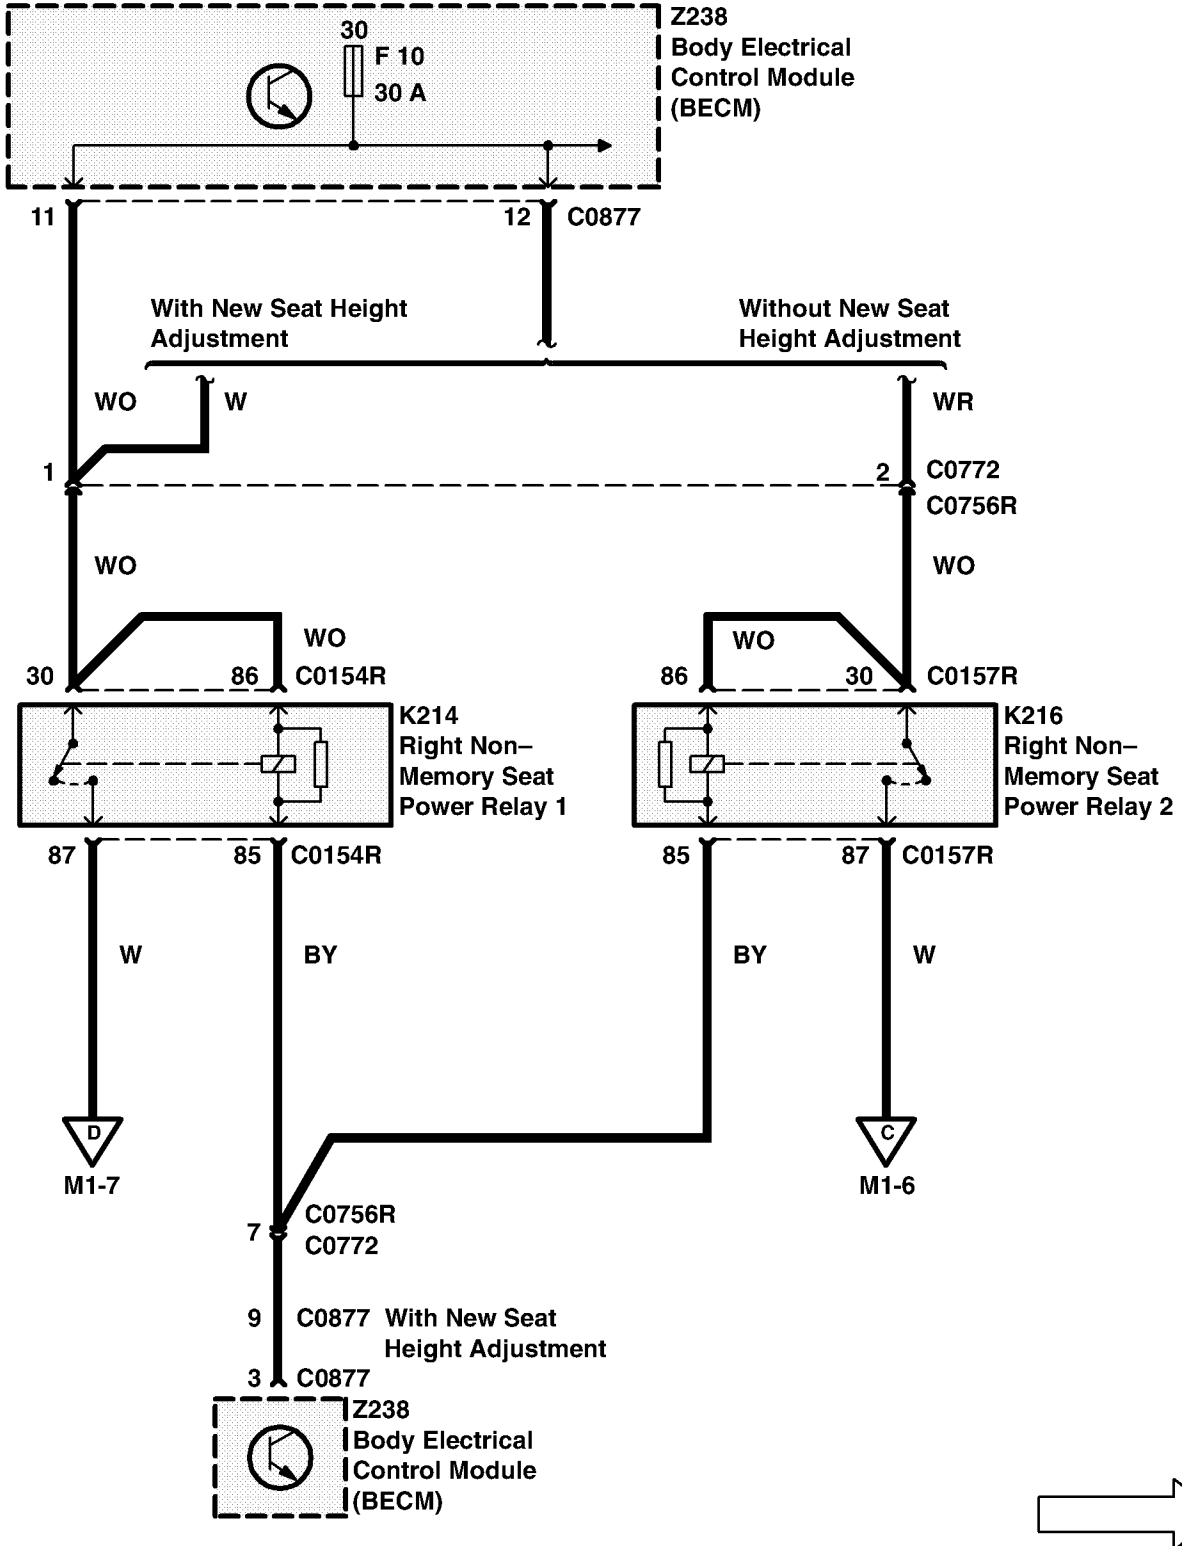 30
F 10
30 A
Z238
Body Electrical
Control Module
(BECM)
11
12
C0877
With New Seat Height
Adjustment
Without New Seat
Height Adjustment
WO
W
WR
1
2
C0772
C0756R
WO
WO
WO
WO
30
86
C0154R
86
30
C0157R
K214
Right Non–
Memory Seat
Power Relay 1
K216
Right Non–
Memory Seat
Power Relay 2
87
85
C0154R
85
87
C0157R
W
BY
BY
W
D
M1-7
C
M1-6
7
C0756R
C0772
9
C0877
With New Seat
Height Adjustment
3
C0877
Z238
Body Electrical
Control Module
(BECM)